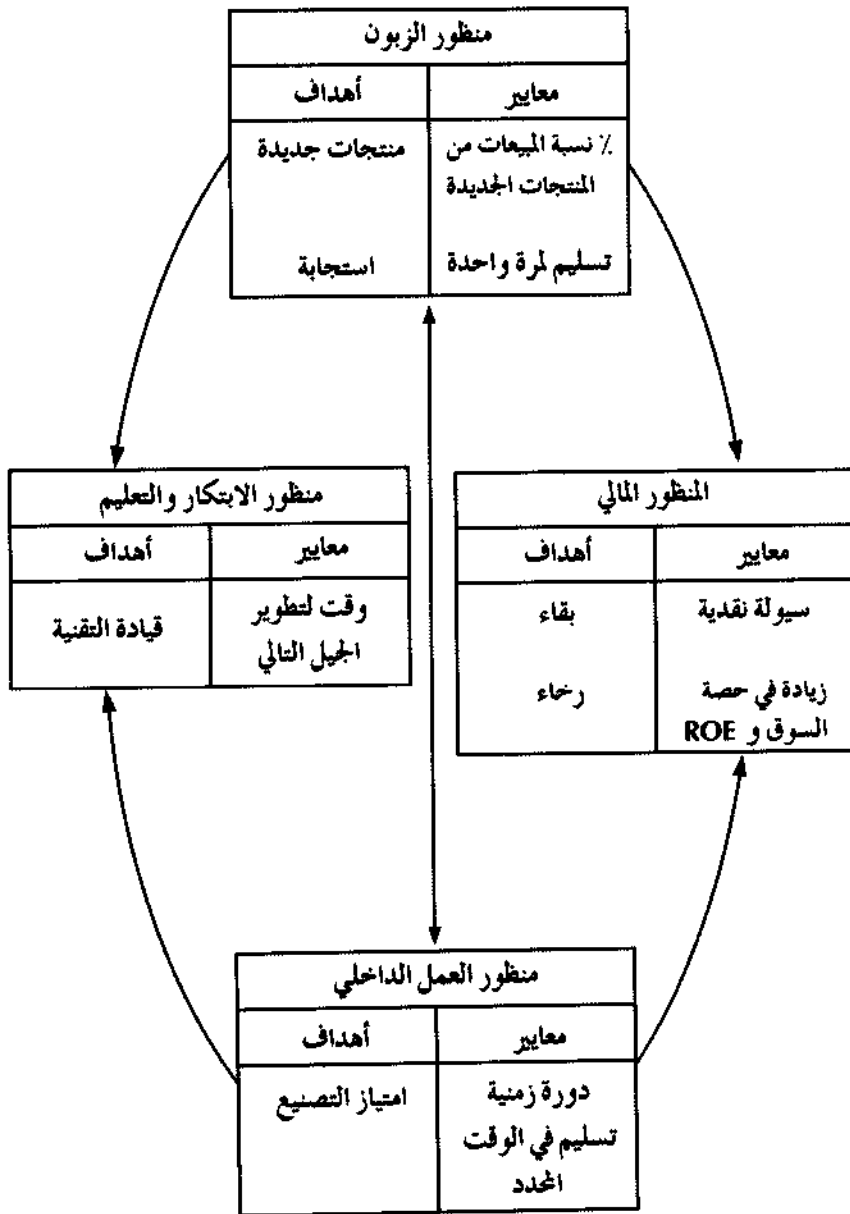 منظور الزبون
معايير
أهداف
٪ نسبة المبيعات من
المنتجات الجديدة
منتجات جديدة
تسليم لمرة واحدة
استجابة
المنظور المالي
معايير
أهداف
سيولة نقدية
بقاء
زيادة في حصة
السوق و ROE
رخاء
منظور الابتكار والتعليم
معايير
أهداف
وقت لتطوير
الجيل التالي
قيادة التقنية
منظور العمل الداخلي
معايير
أهداف
دورة زمنية
امتياز التصنيع
تسليم في الوقت
المحدد